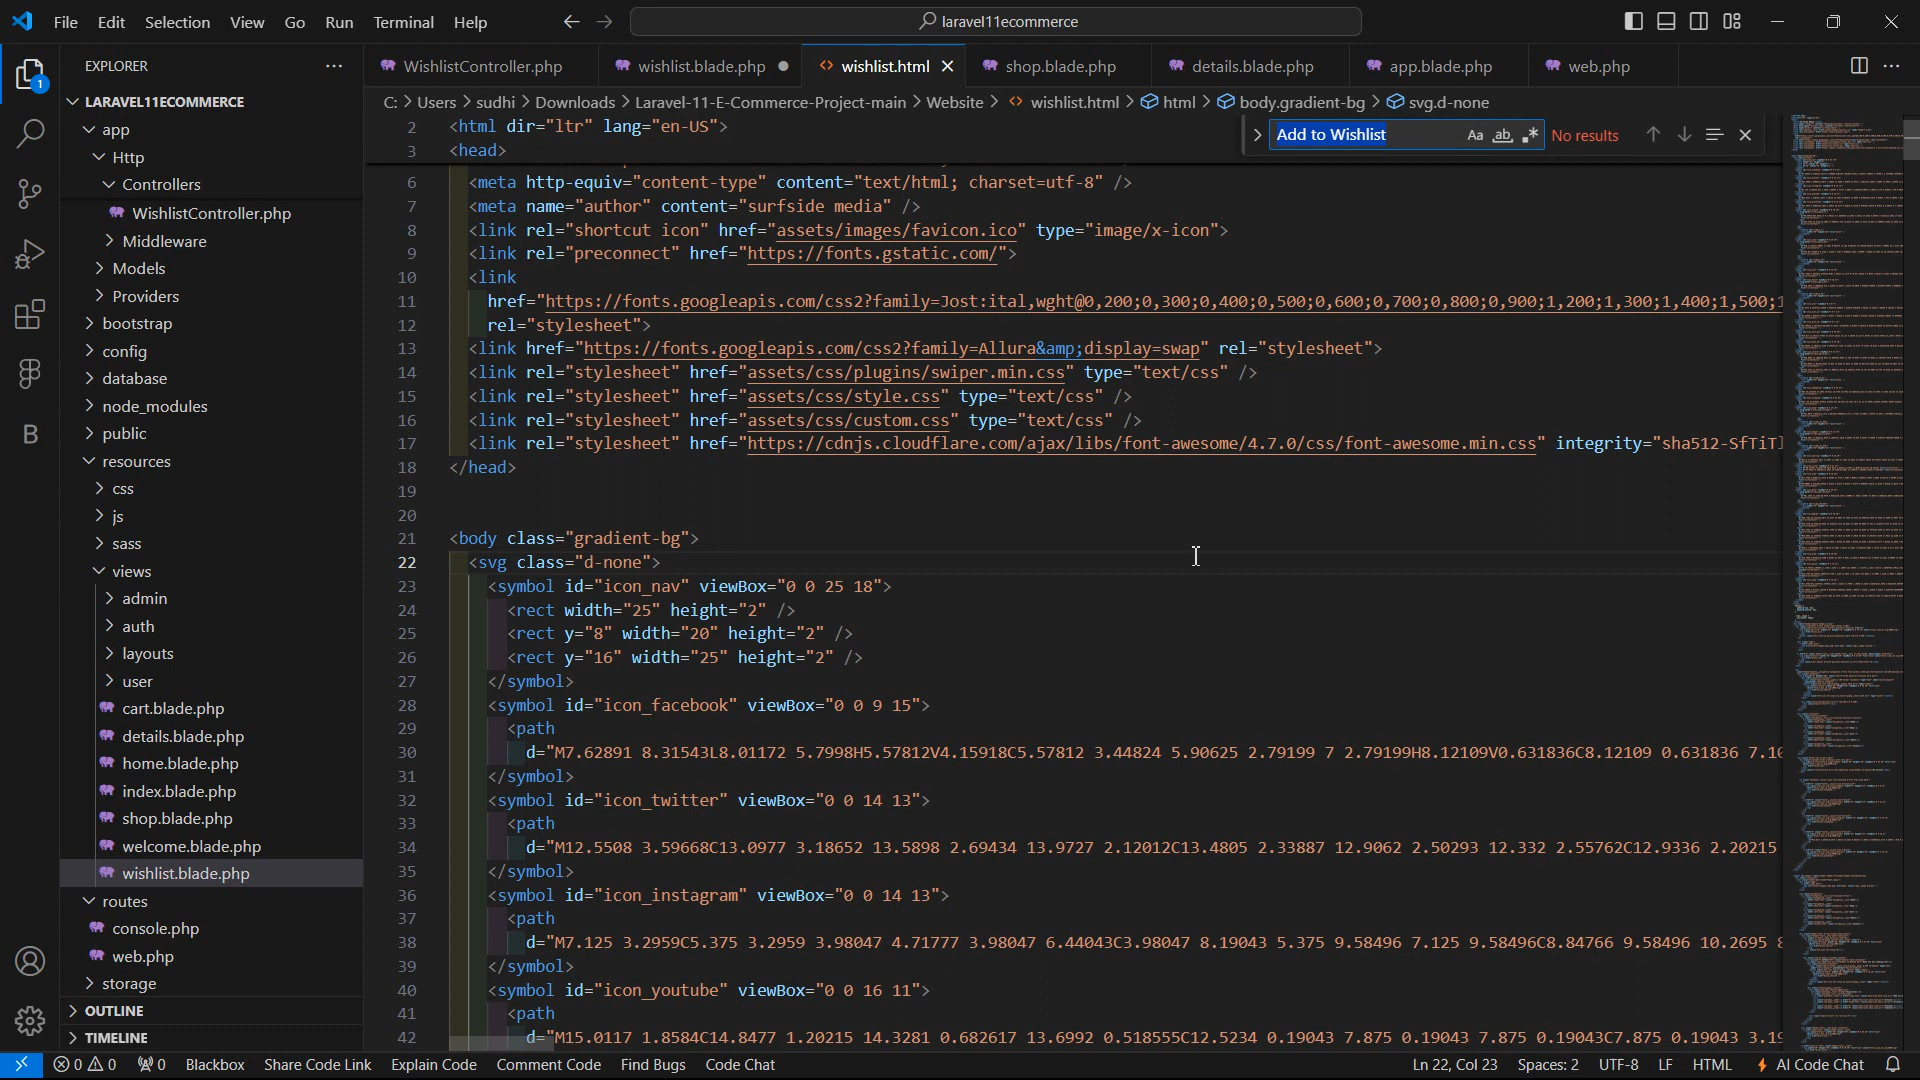 File Edit Selection View Go Run Terminal Help
laravel11ecommerce
EXPLORER
WishlistController.php
wishlist.blade.php
wishlist.html
shop.blade.php
details.blade.php
app.blade.php
web.php
C: > Users > sudhi > Downloads > Laravel-11-E-Commerce-Project-main > Website > wishlist.html > html > body.gradient-bg > svg.d-none
Add to Wishlist
Aa ab
No results
1
LARAVEL11ECOMMERCE
app
Http
Controllers
WishlistController.php
Middleware
Models
Providers
bootstrap
config
database
node_modules
public
resources
css
js
sass
views
admin
auth
layouts
user
cart.blade.php
details.blade.php
home.blade.php
index.blade.php
shop.blade.php
welcome.blade.php
wishlist.blade.php
routes
console.php
web.php
storage
OUTLINE
TIMELINE
2 <html dir="ltr" lang="en-US">
3 <head>
6 <meta http-equiv="content-type" content="text/html; charset=utf-8" />
7 <meta name="author" content="surfside media" />
8 <link rel="shortcut icon" href="assets/images/favicon.ico" type="image/x-icon">
9 <link rel="preconnect" href="https://fonts.gstatic.com/">
10 <link
11 href="https://fonts.googleapis.com/css2?family=Jost:ital,wght@0,200;0,300;0,400;0,500;0,600;0,700;0,800;0,900;1,200;1,300;1,400;1,500;1
12 rel="stylesheet">
13 <link href="https://fonts.googleapis.com/css2?family=Allura&amp;display=swap" rel="stylesheet">
14 <link rel="stylesheet" href="assets/css/plugins/swiper.min.css" type="text/css" />
15 <link rel="stylesheet" href="assets/css/style.css" type="text/css" />
16 <link rel="stylesheet" href="assets/css/custom.css" type="text/css" />
17 <link rel="stylesheet" href="https://cdnjs.cloudflare.com/ajax/libs/font-awesome/4.7.0/css/font-awesome.min.css" integrity="sha512-SfTiTl
18 </head>
19
20
21 <body class="gradient-bg">
22 <svg class="d-none">
23 <symbol id="icon_nav" viewBox="0 0 25 18">
24 <rect width="25" height="2" />
25 <rect y="8" width="20" height="2" />
26 <rect y="16" width="25" height="2" />
27 </symbol>
28 <symbol id="icon_facebook" viewBox="0 0 9 15">
29 <path
30 d="M7.62891 8.31543L8.01172 5.7998H5.57812V4.15918C5.57812 3.44824 5.90625 2.79199 7 2.79199H8.12109V0.631836C8.12109 0.631836 7.10
31 </symbol>
32 <symbol id="icon_twitter" viewBox="0 0 14 13">
33 <path
34 d="M12.5508 3.59668C13.0977 3.18652 13.5898 2.69434 13.9727 2.12012C13.4805 2.33887 12.9062 2.50293 12.332 2.55762C12.9336 2.20215
35 </symbol>
36 <symbol id="icon_instagram" viewBox="0 0 14 13">
37 <path
38 d="M7.125 3.2959C5.375 3.2959 3.98047 4.71777 3.98047 6.44043C3.98047 8.19043 5.375 9.58496 7.125 9.58496C8.84766 9.58496 10.2695 8
39 </symbol>
40 <symbol id="icon_youtube" viewBox="0 0 16 11">
41 <path
42 d="M15.0117 1.8584C14.8477 1.20215 14.3281 0.682617 13.6992 0.518555C12.5234 0.19043 7.875 0.19043 7.875 0.19043C7.875 0.19043 3.19
0 0 0 Blackbox Share Code Link Explain Code Comment Code Find Bugs Code Chat
Ln 22, Col 23 Spaces: 2 UTF-8 LF HTML AI Code Chat